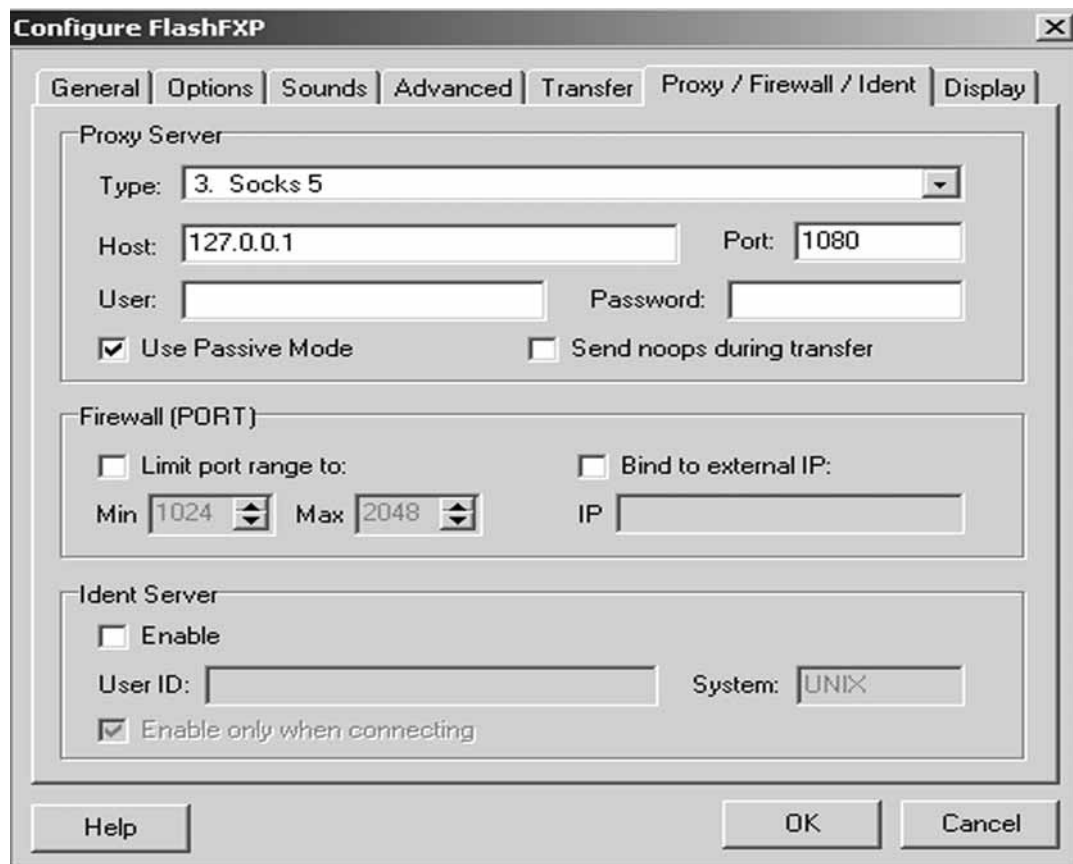 Configure FlashFXP
General Options Sounds Advanced Transfer Proxy / Firewall / Ident Display
Proxy Server
Type: 3. Socks 5
Host: 127.0.0.1 Port: 1080
User: Password:
Use Passive Mode Send noops during transfer
Firewall (PORT)
Limit port range to: Bind to external IP:
Min 1024 Max 2048 IP
Ident Server
Enable
User ID: System: UNIX
Enable only when connecting
Help OK Cancel